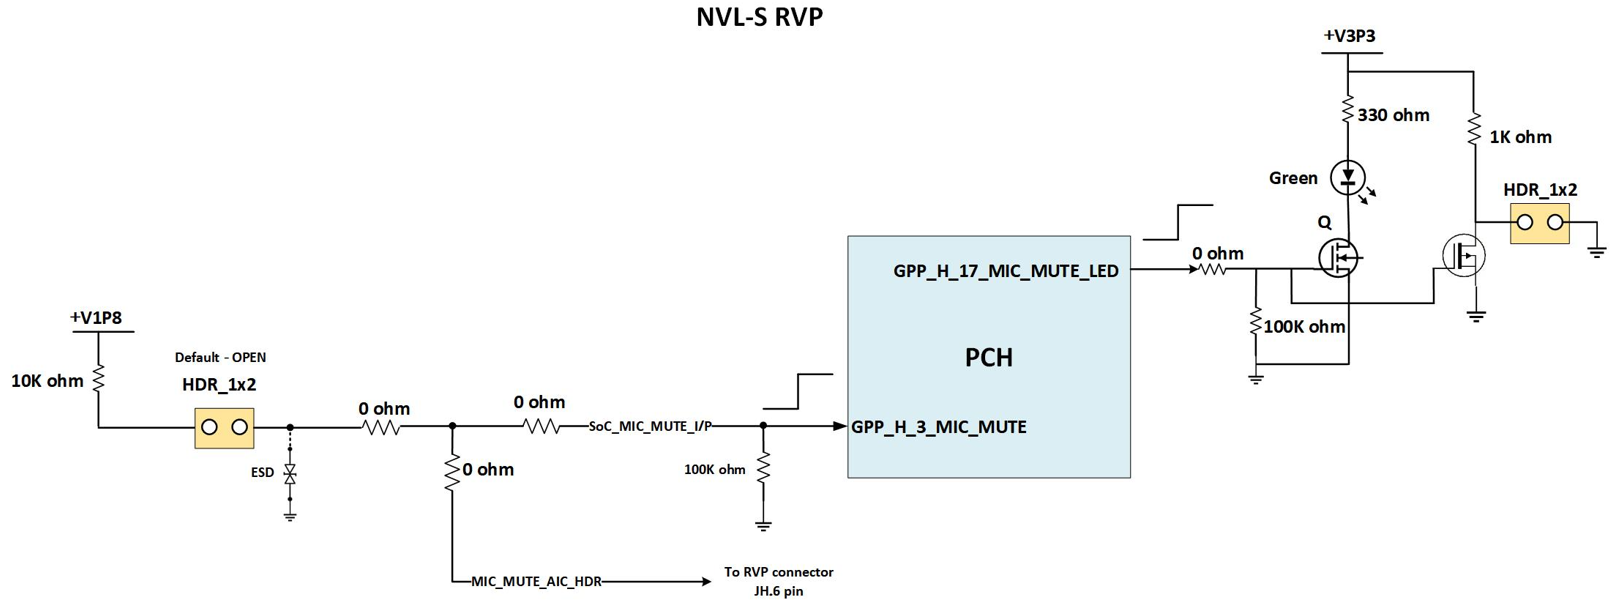 NVL-S RVP
+V3P3
330 ohm
1K ohm
Green
HDR_1x2
Q
0 ohm
GPP_H_17_MIC_MUTE_LED
100K ohm
+V1P8
Default - OPEN
PCH
10K ohm
HDR_1x2
0 ohm
0 ohm
SoC_MIC_MUTE_I/P
GPP_H_3_MIC_MUTE
ESD
0 ohm
100K ohm
MIC_MUTE_AIC_HDR
To RVP connector
JH.6 pin